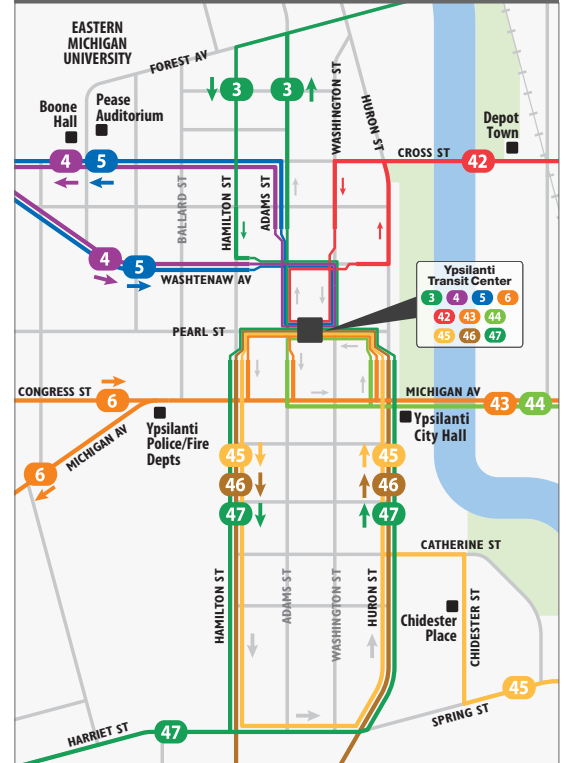 EASTERN
MICHIGAN
UNIVERSITY
FOREST AV
3
3
WASHINGTON ST
HURON ST
Boone
Hall
Pease
Auditorium
Depot
Town
4
5
CROSS ST
42
BALLARD ST
HAMILTON ST
ADAMS ST
4
5
WASHTENAW AV
Ypsilanti
Transit Center
3 4 5 6
42 43 44
45 46 47
PEARL ST
CONGRESS ST
6
MICHIGAN AV
43
44
MICHIGAN AV
Ypsilanti
Police/Fire
Depts
Ypsilanti
City Hall
6
45
46
47
45
46
47
CATHERINE ST
HAMILTON ST
ADAMS ST
WASHINGTON ST
HURON ST
Chidester
Place
CHIDESTER ST
45
SPRING ST
HARRIET ST
47